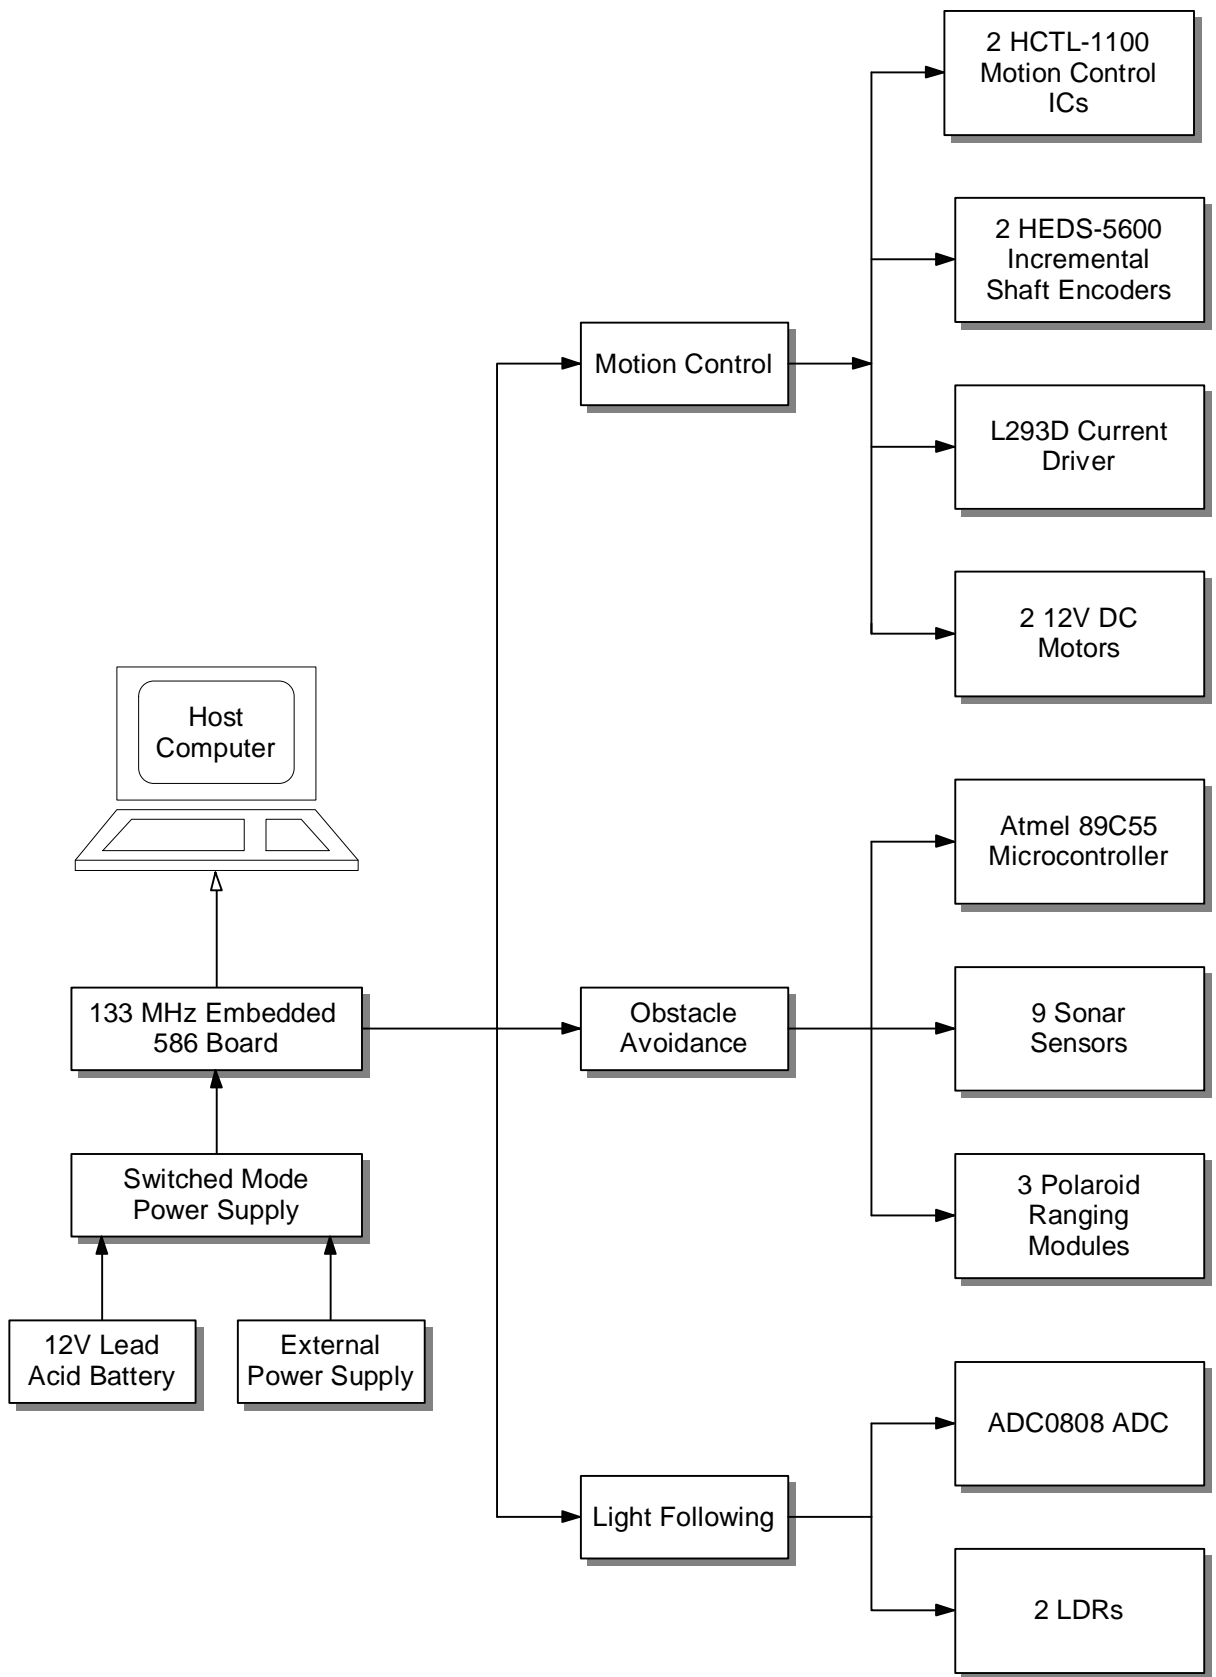 2 HCTL-1100
Motion Control
ICs
2 HEDS-5600
Incremental
Shaft Encoders
Motion Control
L293D Current
Driver
2 12V DC
Motors
Host
Computer
Atmel 89C55
Microcontroller
133 MHz Embedded
586 Board
Obstacle
Avoidance
9 Sonar
Sensors
Switched Mode
Power Supply
3 Polaroid
Ranging
Modules
12V Lead
Acid Battery
External
Power Supply
ADC0808 ADC
Light Following
2 LDRs